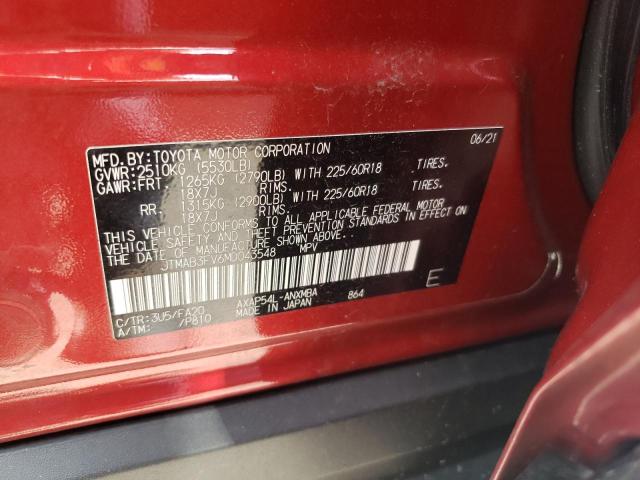 MFD.BY:TOYOTA MOTOR CORPORATION 06/21
GVWR:2510KG (5530LB)
GAWR:FRT 1265KG (2790LB) WITH 225/60R18 TIRES.
18X7J RIMS.
RR 1315KG (2900LB) WITH 225/60R18 TIRES.
18X7J RIMS.
THIS VEHICLE CONFORMS TO ALL APPLICABLE FEDERAL MOTOR
VEHICLE SAFETY AND BUMPER STANDARDS IN EFFECT ON
THE DATE OF MANUFACTURE SHOWN ABOVE.
JTMAB3FV6MD043548 MPV
E
C/TR:3U5/FA20 AXAP54L-ANXMBA 864
A/TM: /P810 MADE IN JAPAN